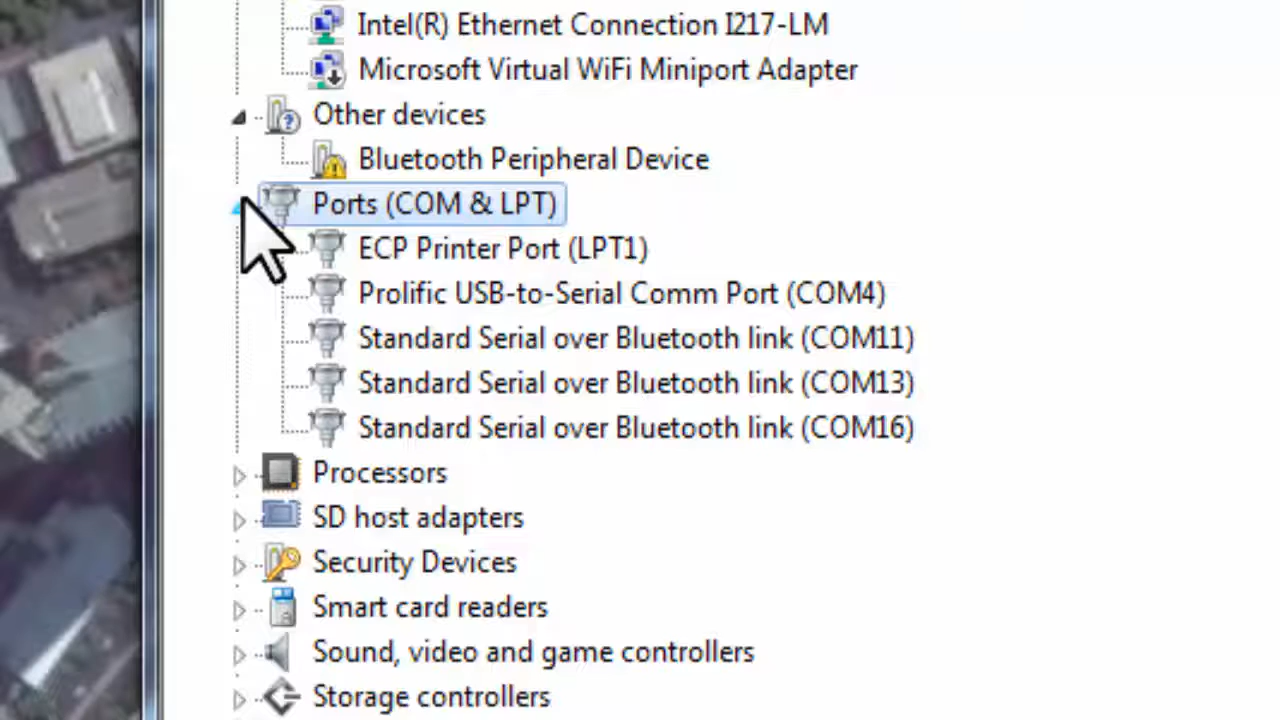 Intel(R) Ethernet Connection I217-LM
Microsoft Virtual WiFi Miniport Adapter
Other devices
Bluetooth Peripheral Device
Ports (COM & LPT)
ECP Printer Port (LPT1)
Prolific USB-to-Serial Comm Port (COM4)
Standard Serial over Bluetooth link (COM11)
Standard Serial over Bluetooth link (COM13)
Standard Serial over Bluetooth link (COM16)
Processors
SD host adapters
Security Devices
Smart card readers
Sound, video and game controllers
Storage controllers